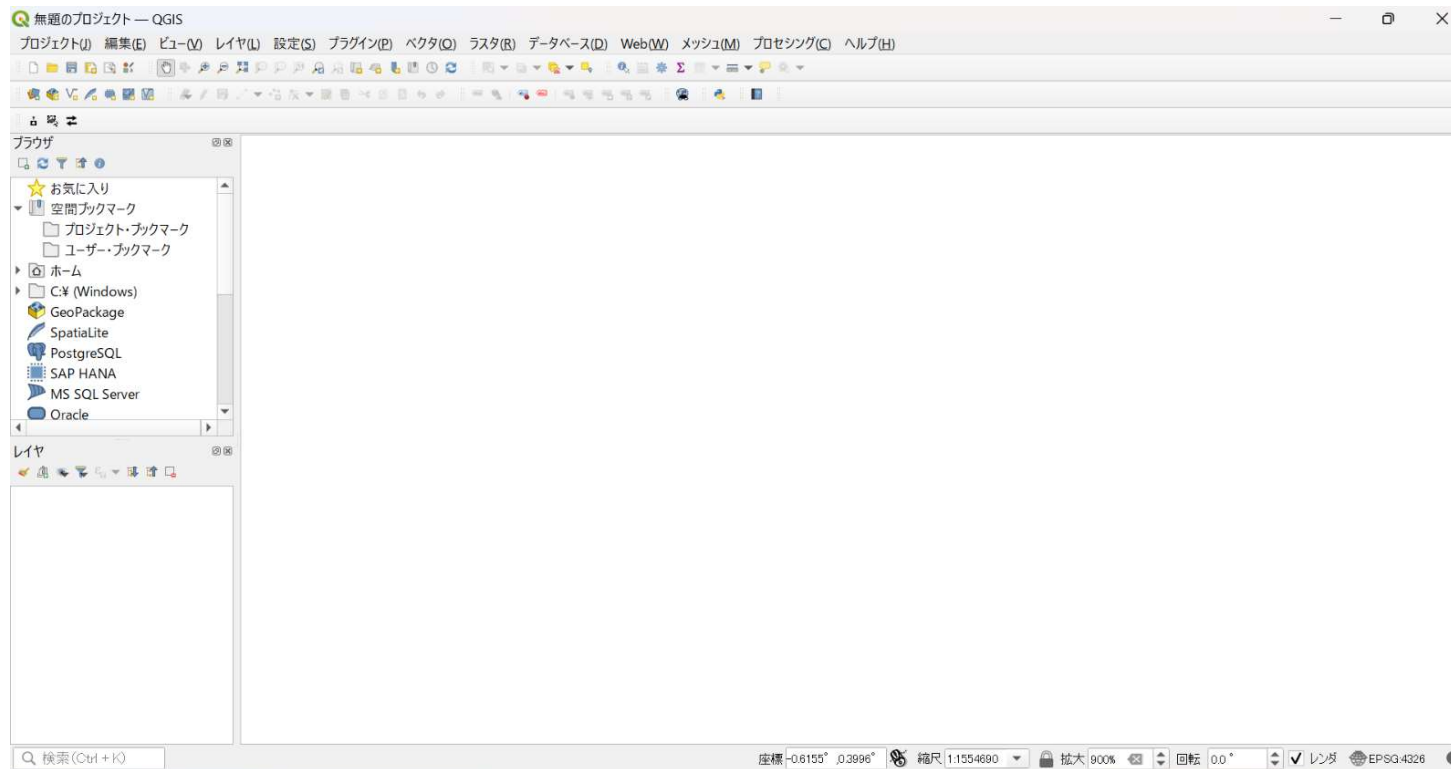 無題のプロジェクト — QGIS
プロジェクト(J) 編集(E) ビュー(V) レイヤ(L) 設定(S) プラグイン(P) ベクタ(O) ラスタ(R) データベース(D) Web(W) メッシュ(M) プロセシング(C) ヘルプ(H)
ブラウザ
お気に入り
空間ブックマーク
プロジェクト・ブックマーク
ユーザー・ブックマーク
ホーム
C:¥ (Windows)
GeoPackage
SpatiaLite
PostgreSQL
SAP HANA
MS SQL Server
Oracle
レイヤ
検索(Ctrl + K) 座標 -0.6155° ,0.3996° 縮尺 1:1554690 拡大 900% 回転 0.0 ° レンダ EPSG:4326